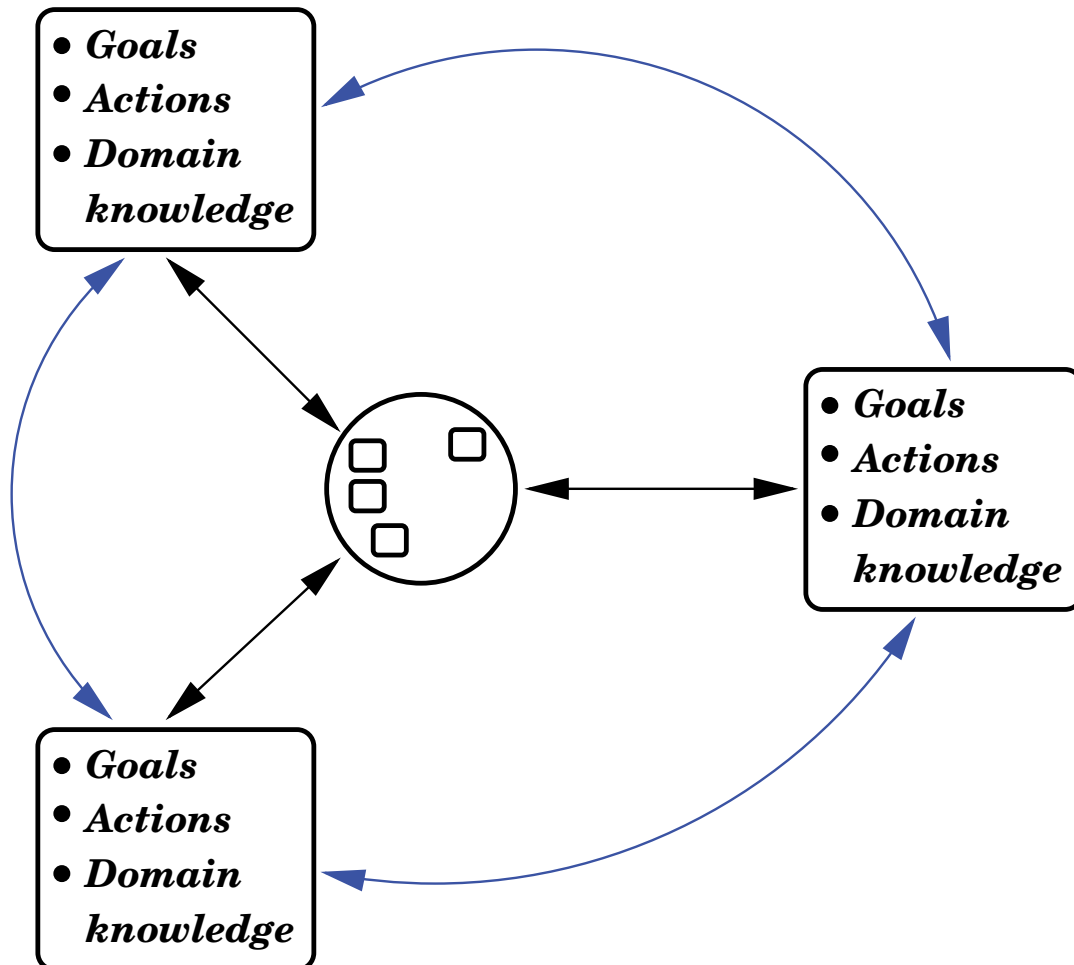 • Goals
• Actions
• Domain
knowledge
• Goals
• Actions
• Domain
knowledge
• Goals
• Actions
• Domain
knowledge